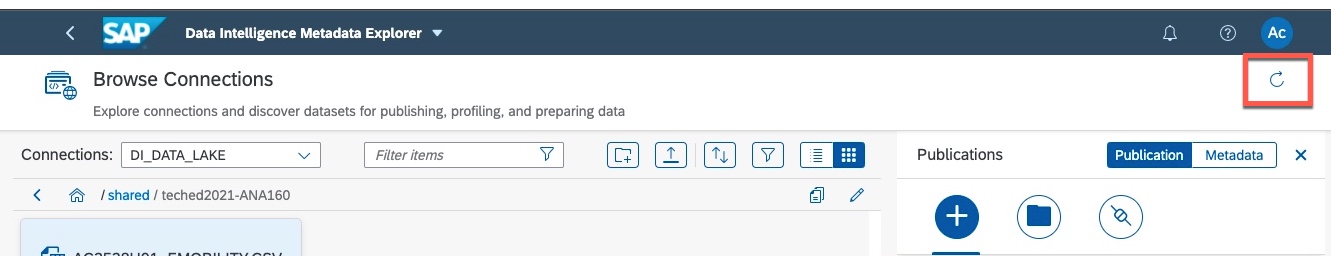 SAP Data Intelligence Metadata Explorer Ac
Browse Connections
Explore connections and discover datasets for publishing, profiling, and preparing data
Connections: DI_DATA_LAKE Filter items Publications Publication Metadata
/ shared / teched2021-ANA160